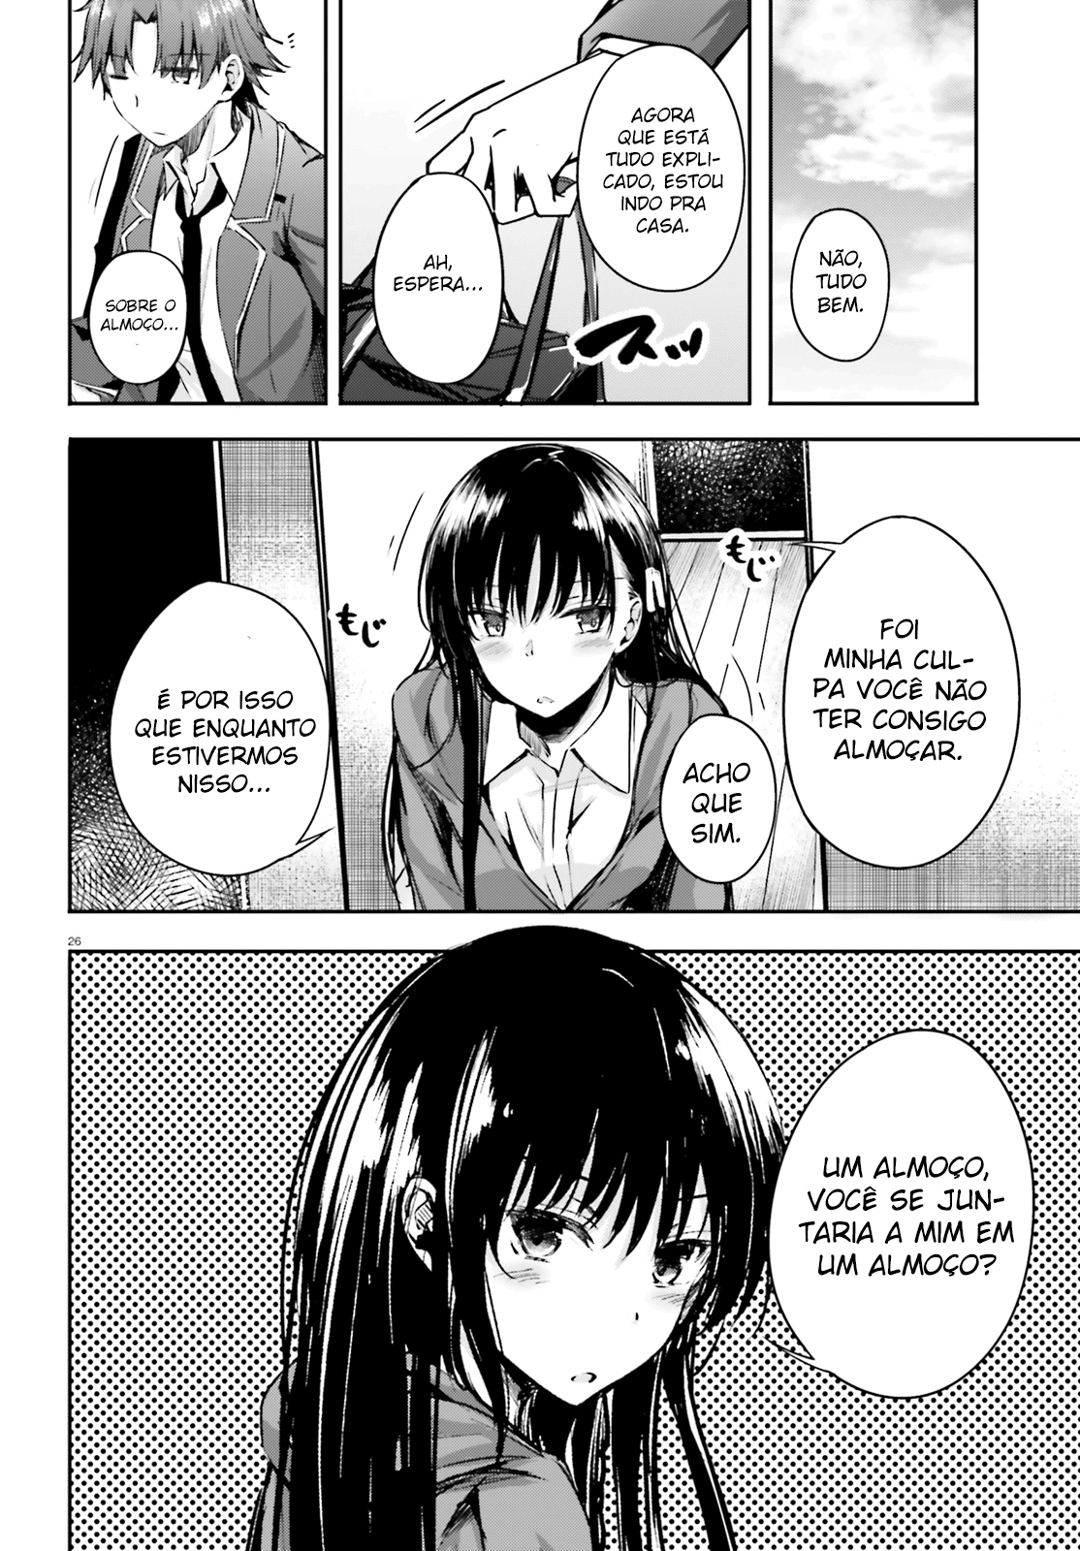 NÃO,
TUDO
BEM.
AGORA
QUE ESTÁ
TUDO EXPLI-
CADO, ESTOU
INDO PRA
CASA.
AH,
ESPERA...
スッ
SOBRE O
ALMOÇO...
FOI
MINHA CUL-
PA VOCÊ NÃO
TER CONSIGO
ALMOÇAR.
もじ
ACHO
QUE
SIM.
もじ
É POR ISSO
QUE ENQUANTO
ESTIVERMOS
NISSO...
26
UM ALMOÇO,
VOCÊ SE JUN-
TARIA A MIM EM
UM ALMOÇO?